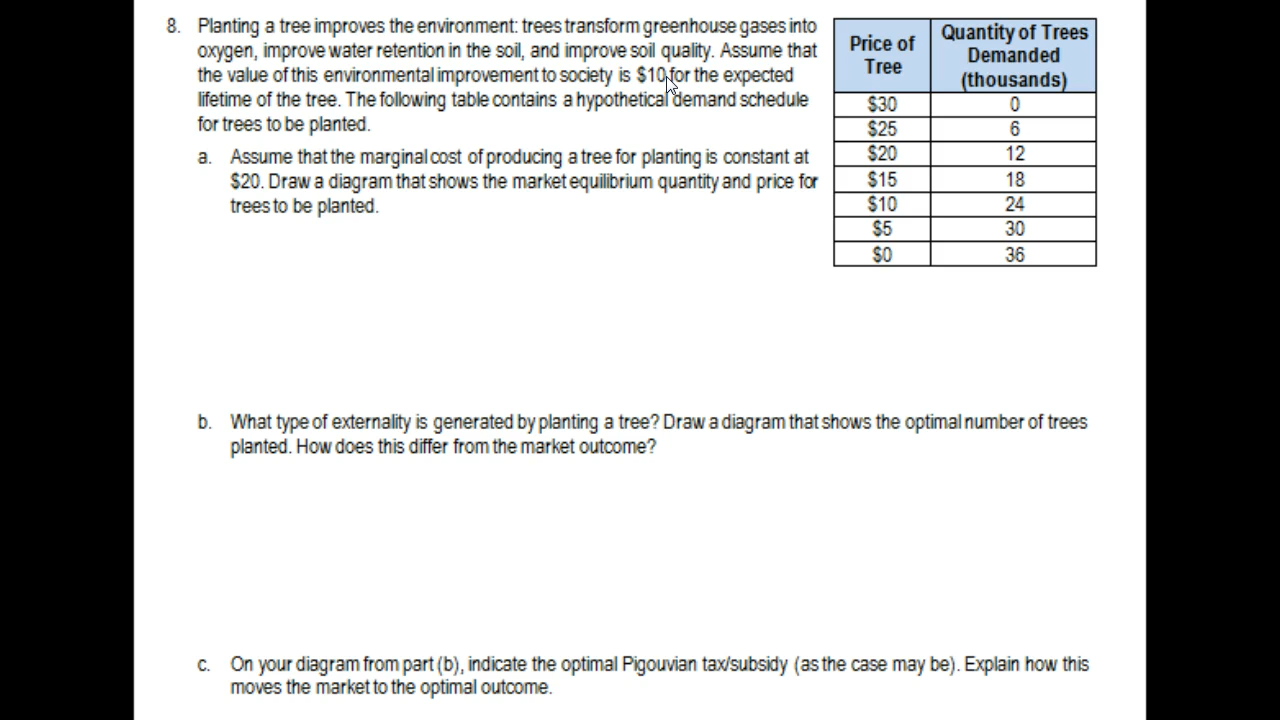 8. Planting a tree improves the environment: trees transform greenhouse gases into
oxygen, improve water retention in the soil, and improve soil quality. Assume that
the value of this environmental improvement to society is $10 for the expected
lifetime of the tree. The following table contains a hypothetical demand schedule
for trees to be planted.
a. Assume that the marginal cost of producing a tree for planting is constant at
$20. Draw a diagram that shows the market equilibrium quantity and price for
trees to be planted.
Price of Tree Quantity of Trees Demanded (thousands)
$30 0
$25 6
$20 12
$15 18
$10 24
$5 30
$0 36
b. What type of externality is generated by planting a tree? Draw a diagram that shows the optimal number of trees
planted. How does this differ from the market outcome?
c. On your diagram from part (b), indicate the optimal Pigouvian tax/subsidy (as the case may be). Explain how this
moves the market to the optimal outcome.